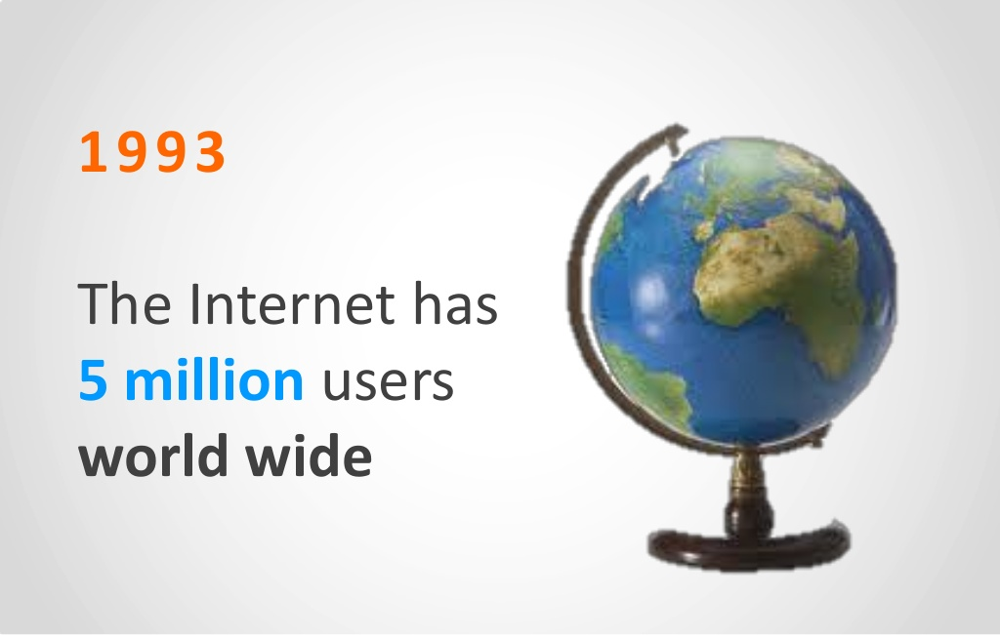 1993
The Internet has
5 million users
world wide